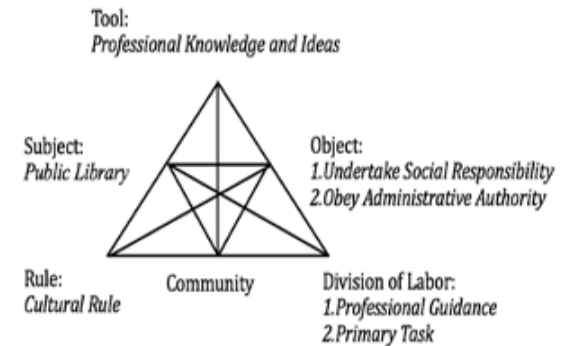 Tool:
Professional Knowledge and Ideas
Subject:
Public Library
Object:
1.Undertake Social Responsibility
2.Obey Administrative Authority
Rule:
Cultural Rule
Community
Division of Labor:
1.Professional Guidance
2.Primary Task